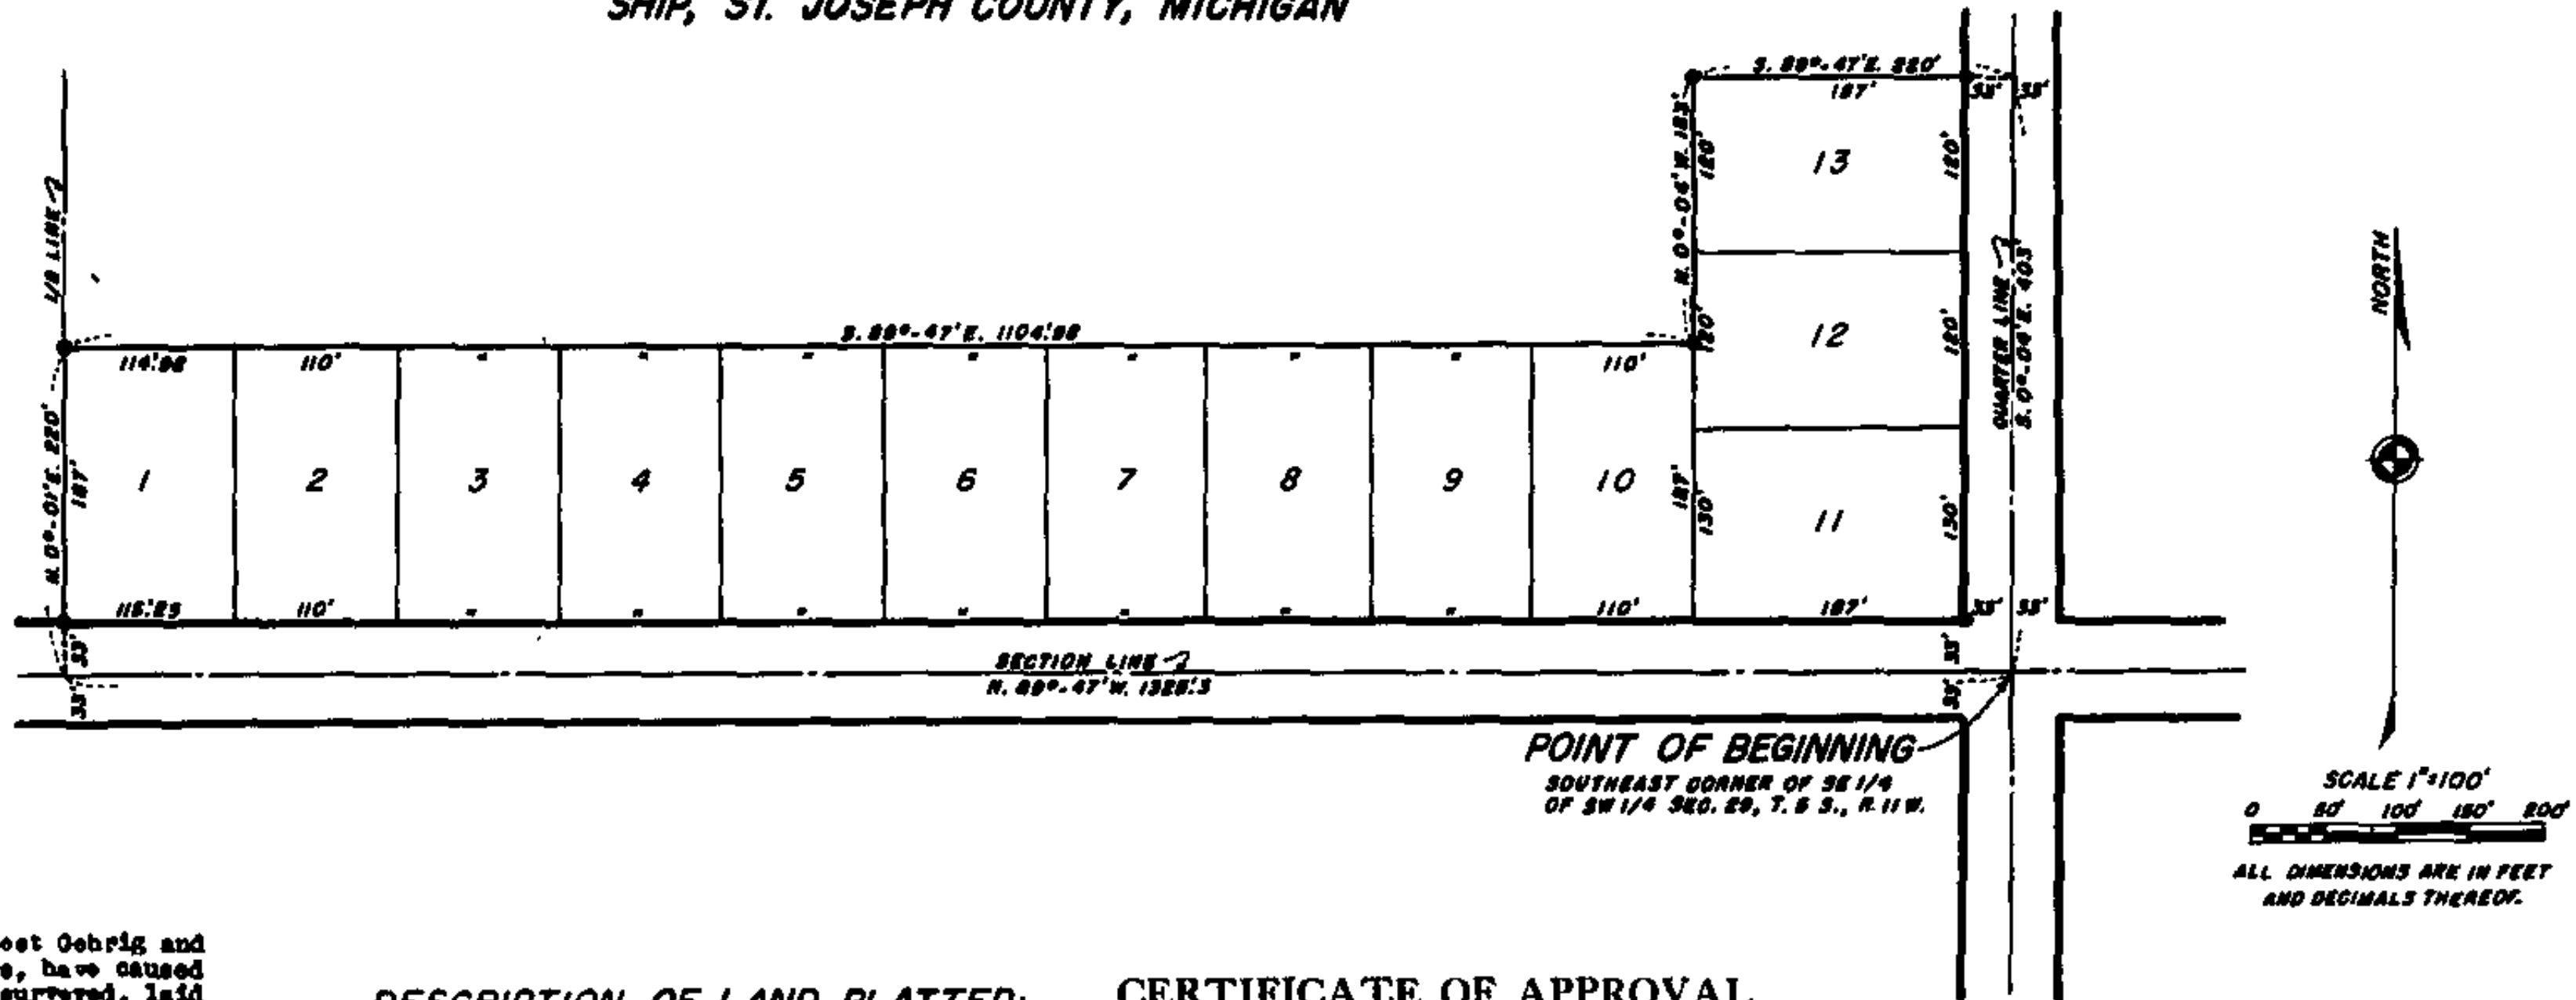 SHIP, ST. JOSEPH COUNTY, MICHIGAN
S. 89°-47'E. 220'
187'
33' 33'
N. 0°-04' W. 183'
120'
13
120'
1/8 LINE
QUARTER LINE
S. 0°-04' E. 403'
NORTH
S. 89°-47'E. 1104.'98
114.'98
110'
"
"
"
"
"
"
"
110'
120'
12
120'
N. 0°-01' E. 220'
187'
1
2
3
4
5
6
7
8
9
10
187'
130'
11
130'
115.'25
110'
"
"
"
"
"
"
"
110'
187'
33' 33'
33'
33'
SECTION LINE
N. 89°-47' W.
33'
33'
POINT OF BEGINNING
SOUTHEAST CORNER OF SE 1/4
OF SW 1/4 SEC. 29, T. 6 S., R. 11 W.
SCALE 1"=100'
0 50' 100' 150' 200'
ALL DIMENSIONS ARE IN FEET
AND DECIMALS THEREOF.
Gehrig and
have caused
surveyed, laid
DESCRIPTION OF LAND PLATTED:
CERTIFICATE OF APPROVAL